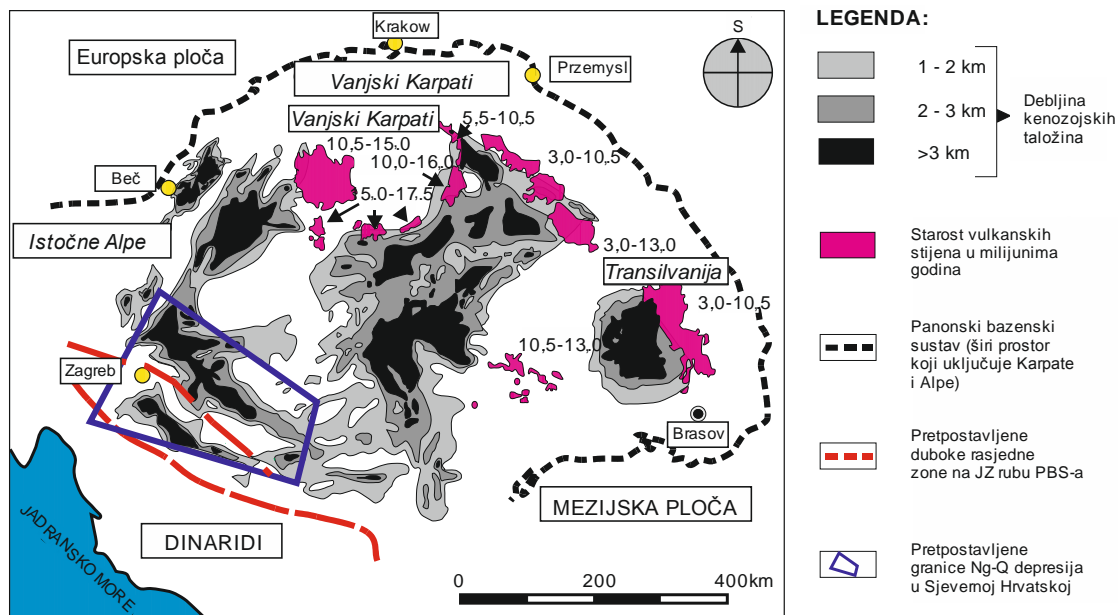 Krakow
S
Europska ploča
Przemysl
Vanjski Karpati
Vanjski Karpati
5,5-10,5
10,5-15,0
3,0-10,5
10,0-16,0
Beč
15.0-17.5
Istočne Alpe
3,0-13,0
Transilvanija
3,0-10,5
10,5-13,0
Zagreb
Brasov
MEZIJSKA PLOČA
DINARIDI
JADRANSKO MORE
0
200
400km
LEGENDA:
1 - 2 km
2 - 3 km
>3 km
Debljina
kenozojskih
taložina
Starost vulkanskih
stijena u milijunima
godina
Panonski bazenski
sustav (širi prostor
koji uključuje Karpate
i Alpe)
Pretpostavljene
duboke rasjedne
zone na JZ rubu PBS-a
Pretpostavljene
granice Ng-Q depresija
u Sjevernoj Hrvatskoj